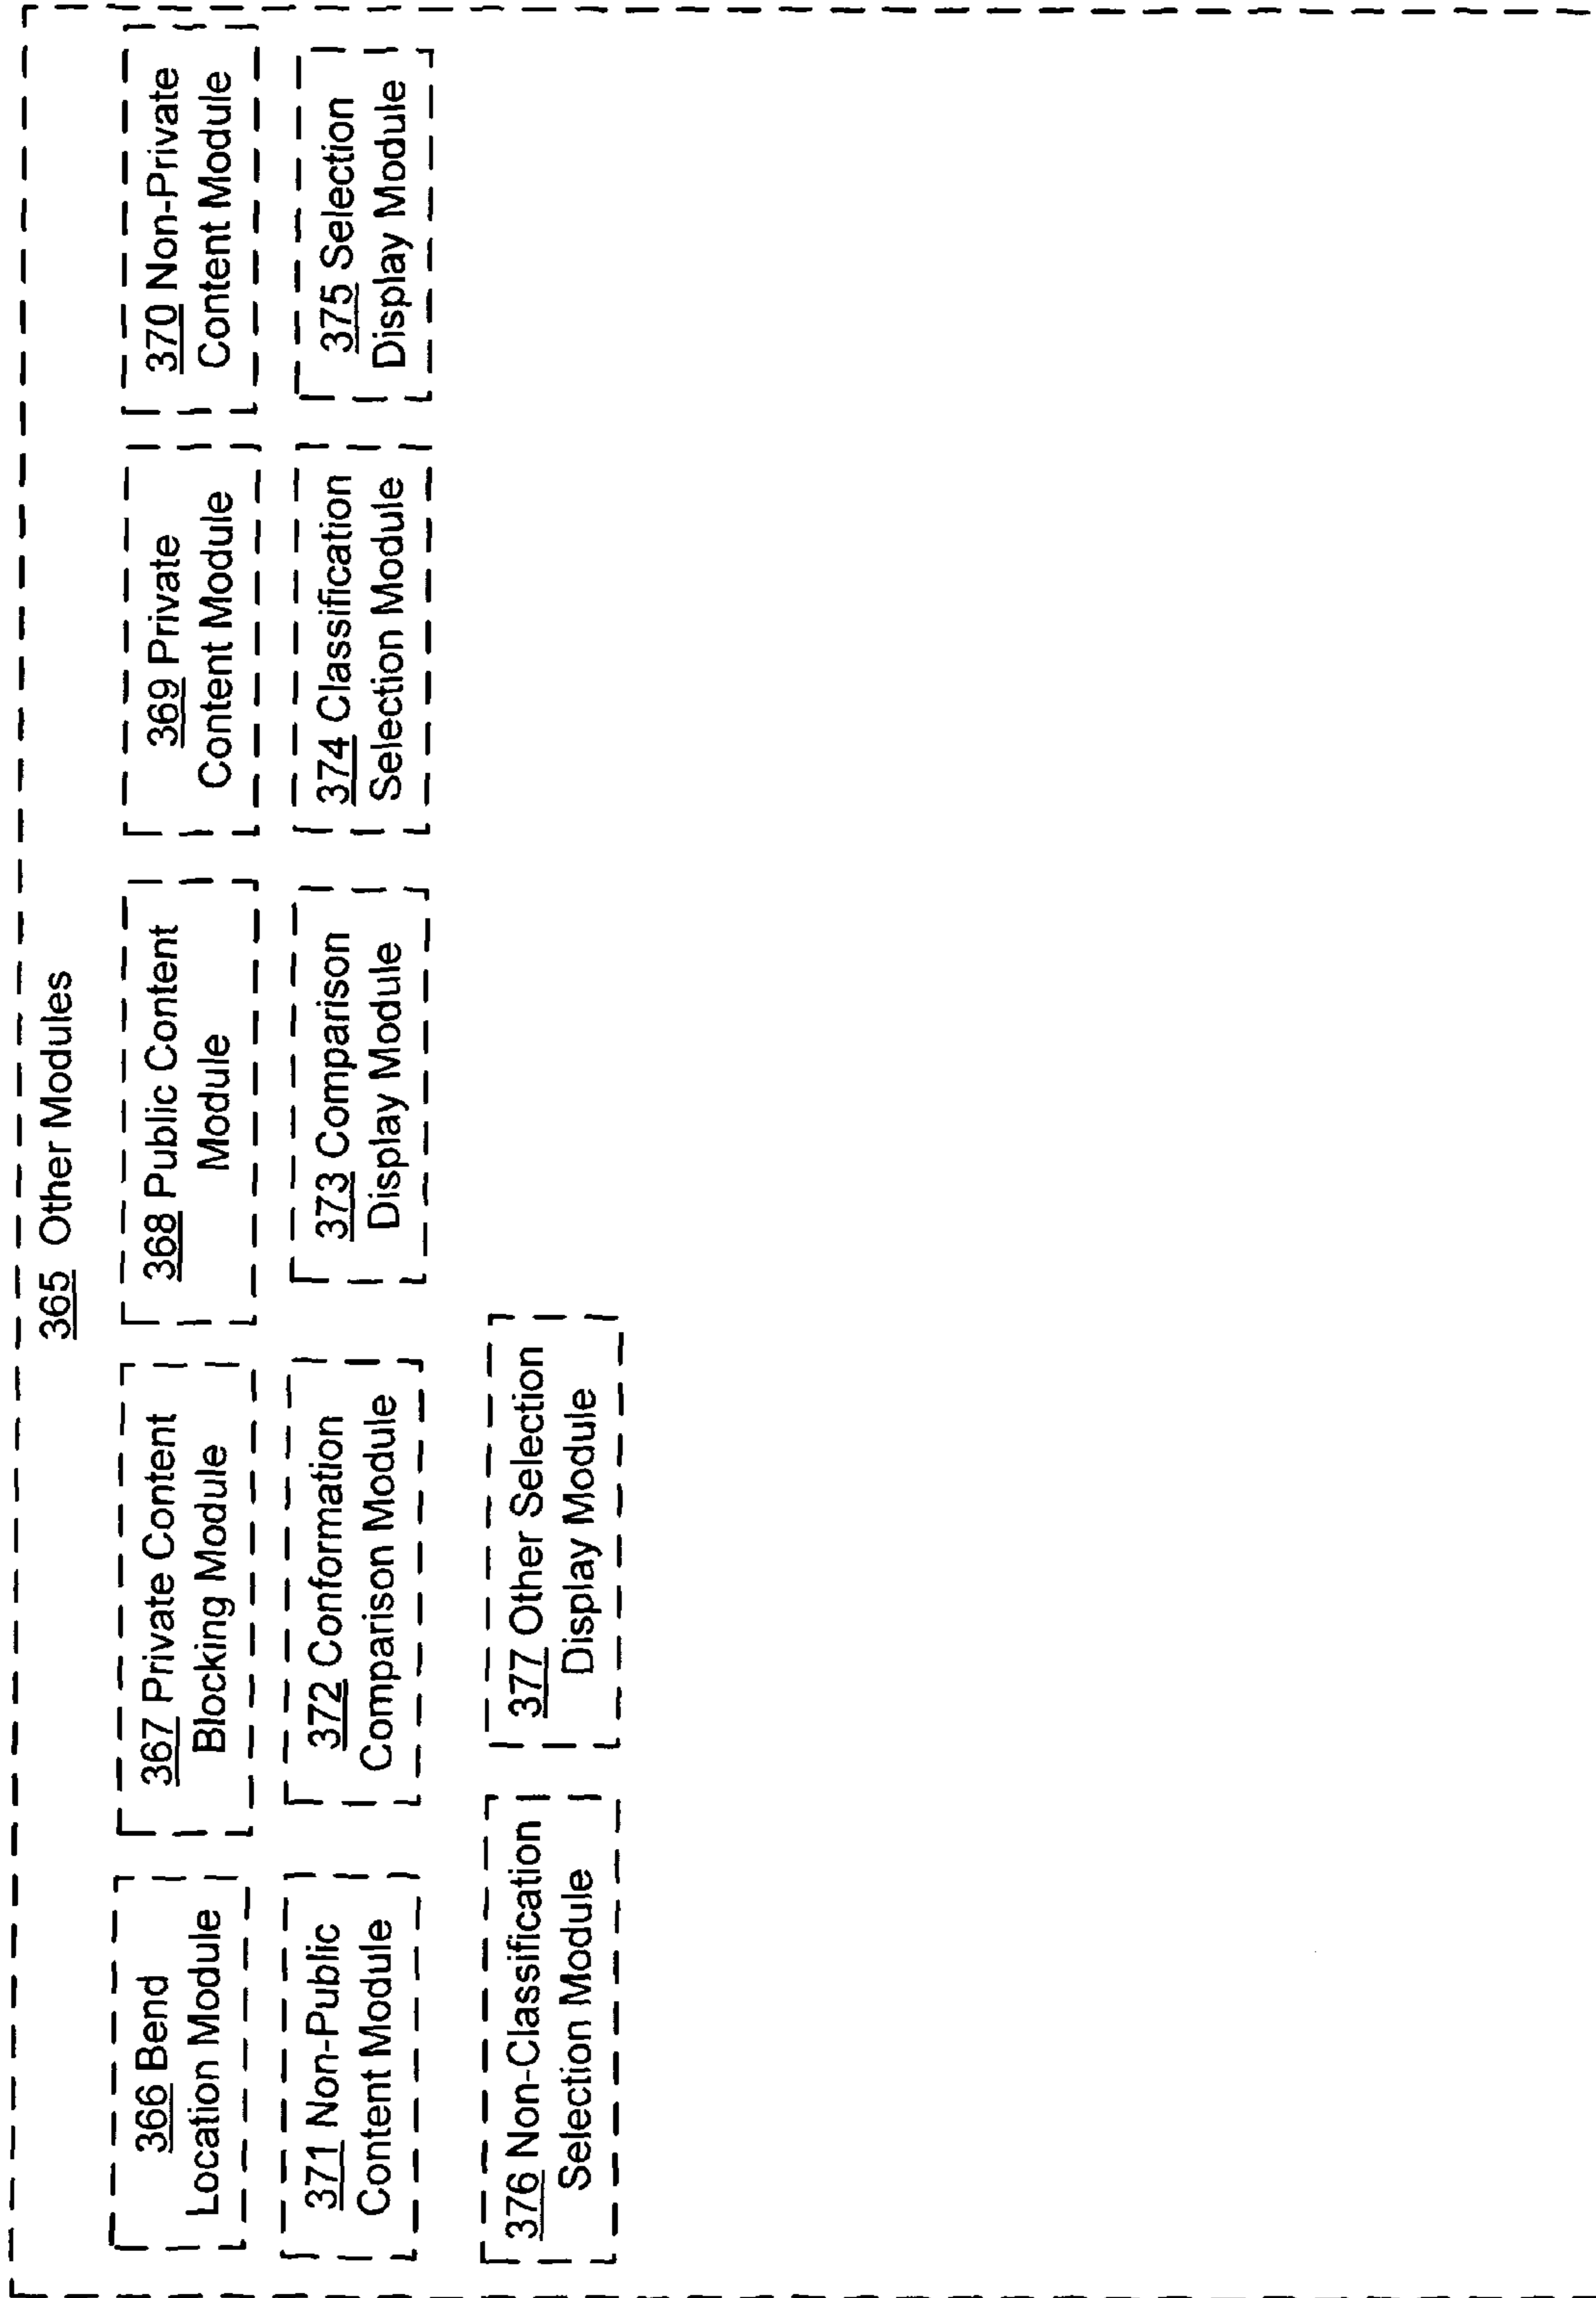 365 Other Modules
366 Bend
Location Module
367 Private Content
Blocking Module
368 Public Content
Module
369 Private
Content Module
370 Non-Private
Content Module
371 Non-Public
Content Module
372 Conformation
Comparison Module
373 Comparison
Display Module
374 Classification
Selection Module
375 Selection
Display Module
376 Non-Classification
Selection Module
377 Other Selection
Display Module